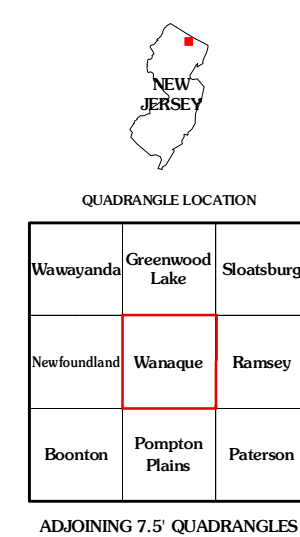 NEW
JERSEY
QUADRANGLE LOCATION
Wawayanda
Greenwood
Lake
Sloatsburg
Newfoundland
Wanaque
Ramsey
Boonton
Pompton
Plains
Paterson
ADJOINING 7.5' QUADRANGLES